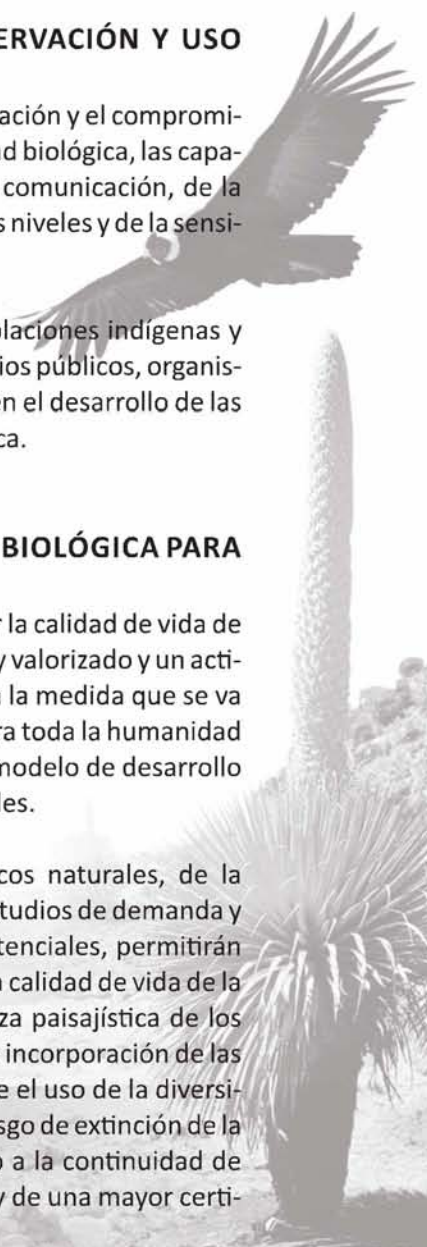 ERVACIÓN Y USO
ación y el compromi-
ad biológica, las capa-
comunicación, de la
s niveles y de la sensi-
laciones indígenas y
ios públicos, organis-
en el desarrollo de las
ca.
BIOLÓGICA PARA
r la calidad de vida de
y valorizado y un acti-
la medida que se va
ra toda la humanidad
modelo de desarrollo
les.
cos naturales, de la
tudios de demanda y
tenciales, permitirán
a calidad de vida de la
za paisajística de los
incorporación de las
e el uso de la diversi-
sgo de extinción de la
o a la continuidad de
y de una mayor certi-